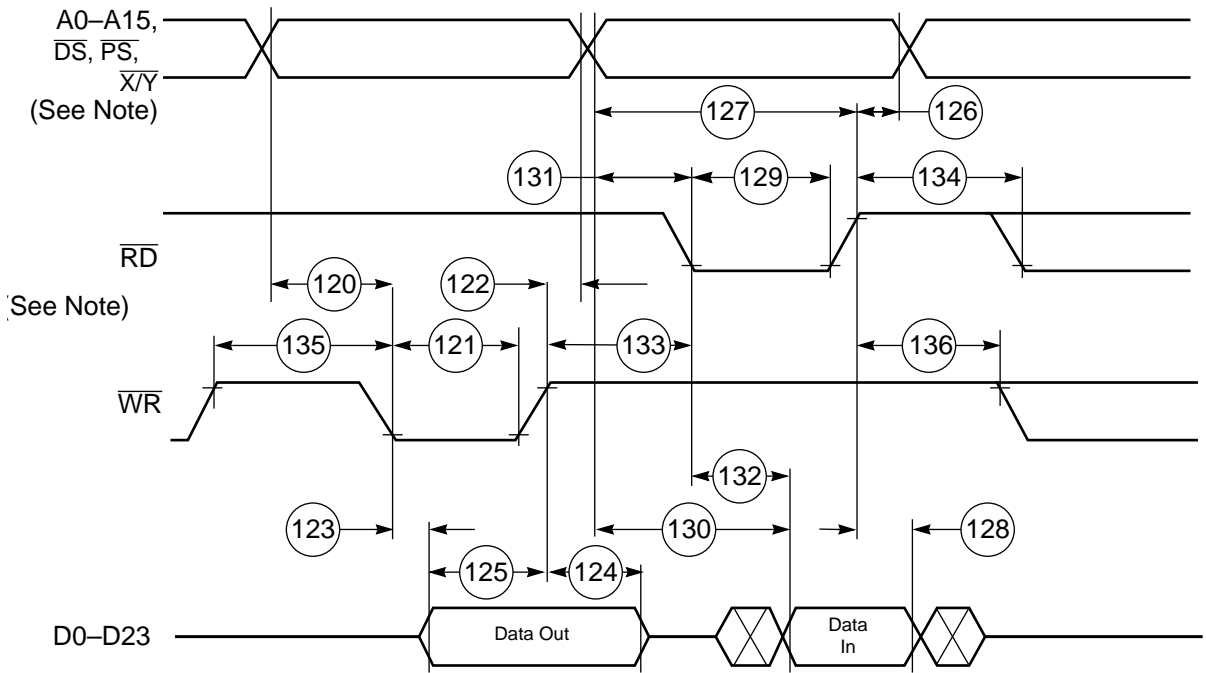 A0–A15,
DS, PS,
X/Y
(See Note)
127
126
131
129
134
RD
120
122
(See Note)
135
121
133
136
WR
132
123
130
128
125
124
D0–D23
Data Out
Data
In